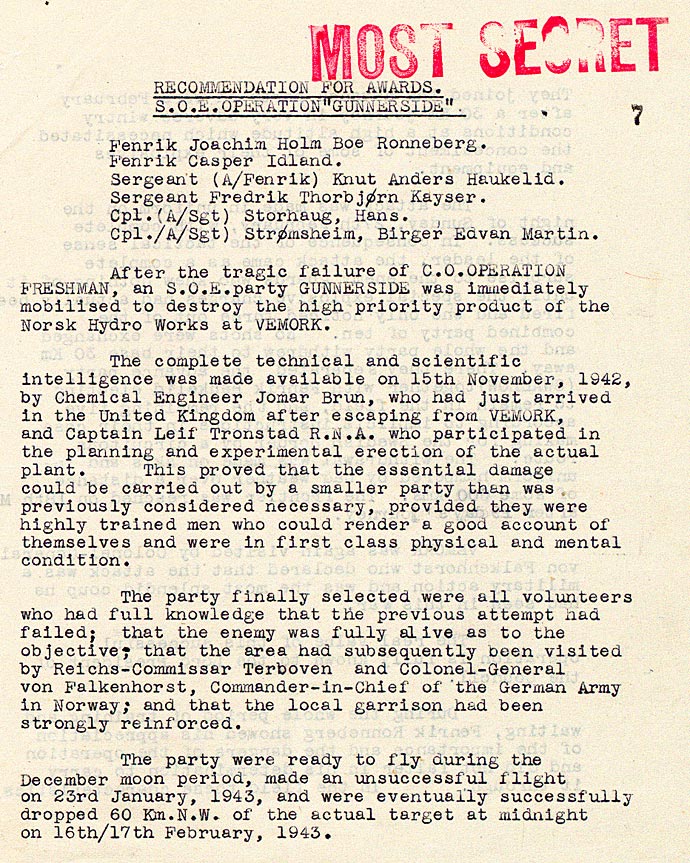 MOST SECRET
RECOMMENDATION FOR AWARDS.
S.O.E.OPERATION"GUNNERSIDE".
7
Fenrik Joachim Holm Boe Ronneberg.
Fenrik Casper Idland.
Sergeant (A/Fenrik) Knut Anders Haukelid.
Sergeant Fredrik Thorbjørn Kayser.
Cpl.(A/Sgt) Storhaug, Hans.
Cpl./A/Sgt) Strømsheim, Birger Edvan Martin.
After the tragic failure of C.O.OPERATION
FRESHMAN, an S.O.E.party GUNNERSIDE was immediately
mobilised to destroy the high priority product of the
Norsk Hydro Works at VEMORK.
The complete technical and scientific
intelligence was made available on 15th November, 1942,
by Chemical Engineer Jomar Brun, who had just arrived
in the United Kingdom after escaping from VEMORK,
and Captain Leif Tronstad R.N.A. who participated in
the planning and experimental erection of the actual
plant. This proved that the essential damage
could be carried out by a smaller party than was
previously considered necessary, provided they were
highly trained men who could render a good account of
themselves and were in first class physical and mental
condition.
The party finally selected were all volunteers
who had full knowledge that the previous attempt had
failed; that the enemy was fully alive as to the
objective; that the area had subsequently been visited
by Reichs-Commissar Terboven and Colonel-General
von Falkenhorst, Commander-in-Chief of the German Army
in Norway; and that the local garrison had been
strongly reinforced.
The party were ready to fly during the
December moon period, made an unsuccessful flight
on 23rd January, 1943, and were eventually successfully
dropped 60 Km.N.W. of the actual target at midnight
on 16th/17th February, 1943.